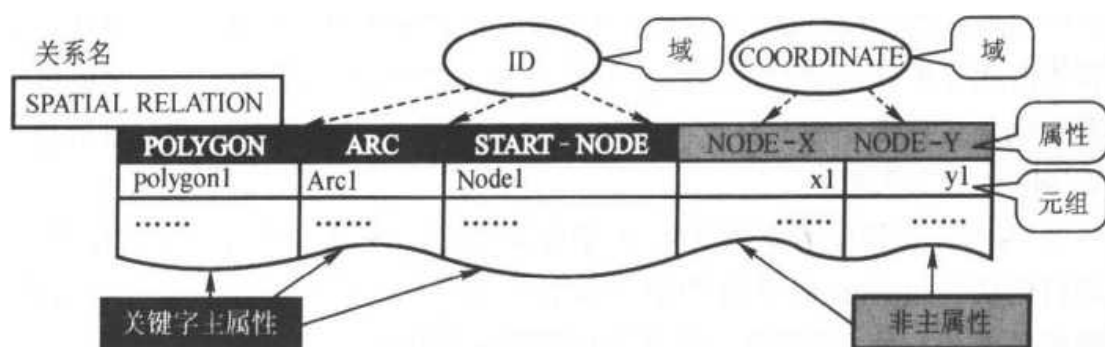 关系名
ID
域
COORDINATE
域
SPATIAL RELATION
POLYGON ARC START-NODE NODE-X NODE-Y
属性
polygon1 Arc1 Node1 x1 y1
元组
…… …… …… …… ……
关键字主属性
非主属性